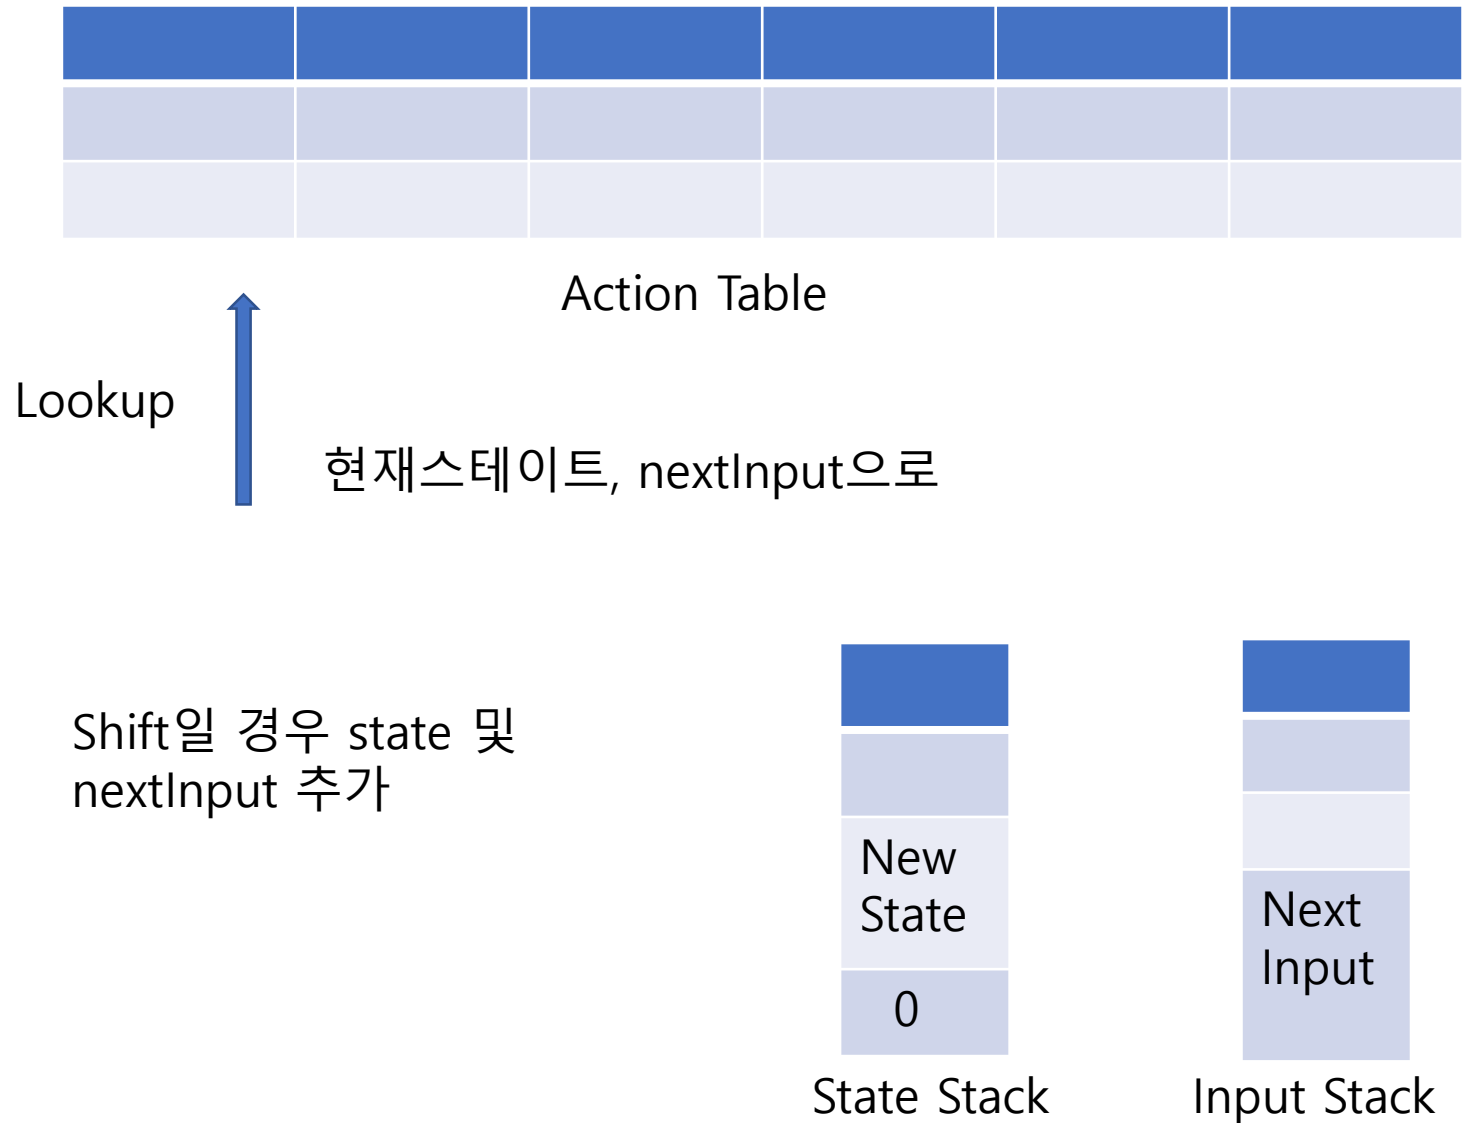 Action Table
Lookup
현재스테이트, nextInput으로
Shift일 경우 state 및
nextInput 추가
New
State
0
State Stack
Next
Input
Input Stack